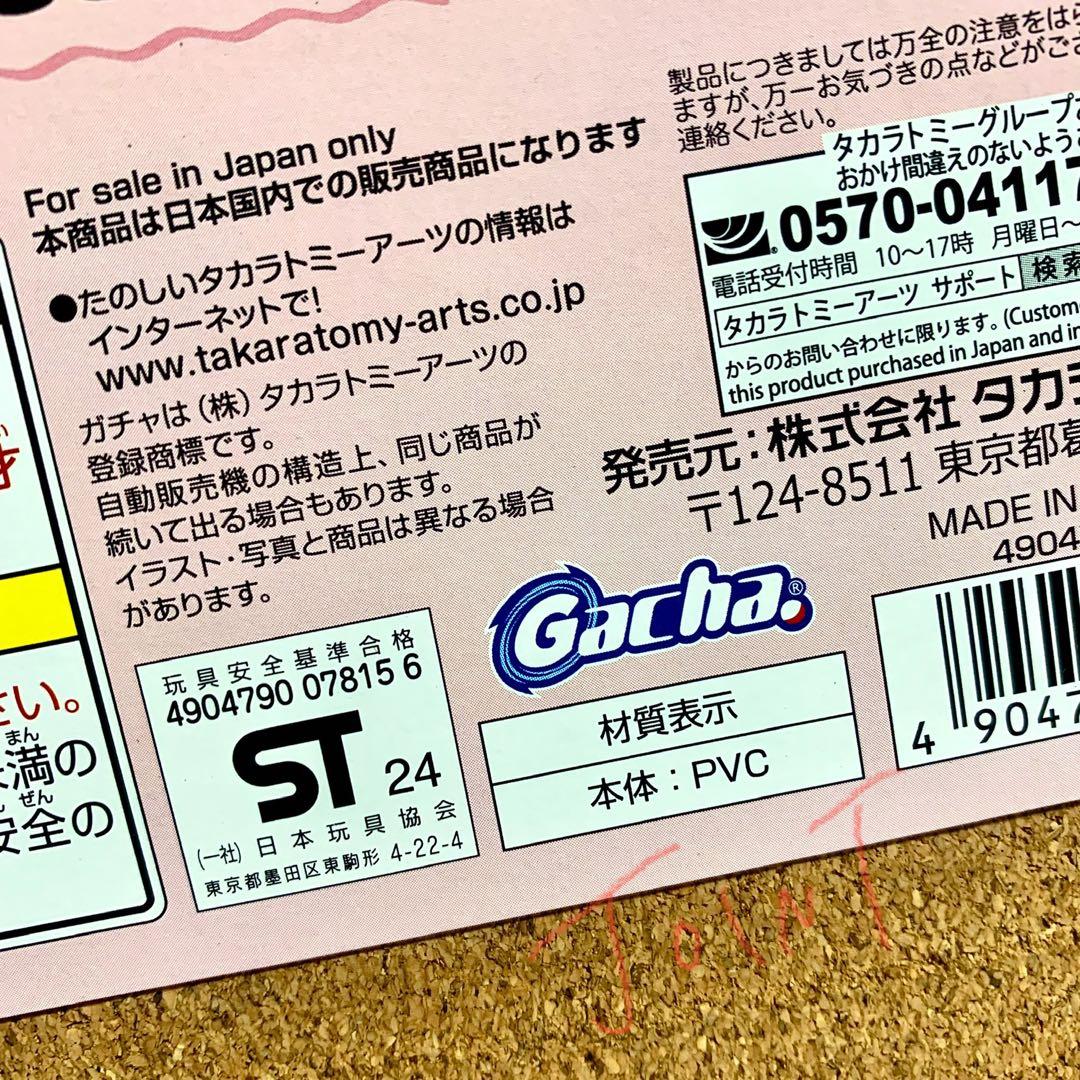 For sale in Japan only
本商品は日本国内での販売商品になります
●たのしいタカラトミーアーツの情報は
インターネットで!
www.takaratomy-arts.co.jp
ガチャは(株)タカラトミーアーツの
登録商標です。
自動販売機の構造上、同じ商品が
続いて出る場合もあります。
イラスト・写真と商品は異なる場合
があります。
製品につきましては万全の注意をはら
ますが、万一お気づきの点などがござ
連絡ください。
タカラトミーグループお
おかけ間違えのないよう
0570-04117
電話受付時間 10〜17時 月曜日〜
タカラトミーアーツ サポート 検索
からのお問い合わせに限ります。(Custom
this product purchased in Japan and in
発売元:株式会社 タカラ
〒124-8511 東京都葛
MADE IN
4904
4 9047
Gacha.®
材質表示
本体:PVC
玩具安全基準合格
4904790 07815 6
ST 24
(一社)日本玩具協会
東京都墨田区東駒形 4-22-4
さい。
満の
まん
安全の
ぜん
JOINT